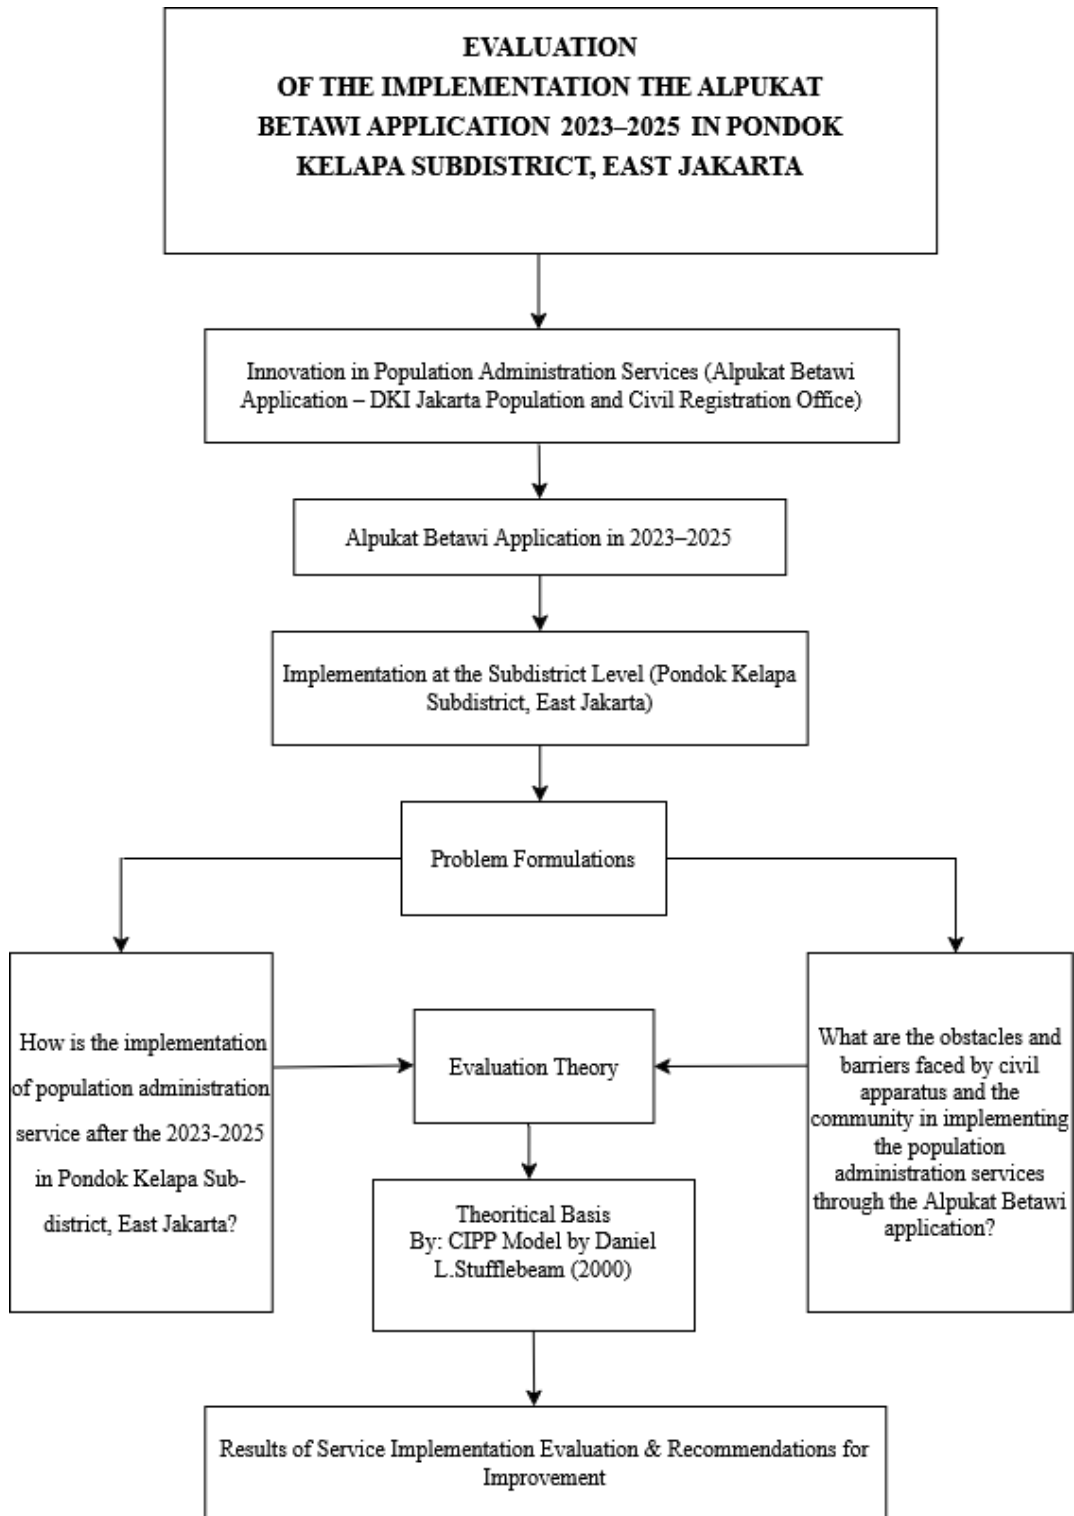 EVALUATION
OF THE IMPLEMENTATION THE ALPUKAT
BETAWI APPLICATION 2023–2025 IN PONDOK
KELAPA SUBDISTRICT, EAST JAKARTA
Innovation in Population Administration Services (Alpukat Betawi
Application – DKI Jakarta Population and Civil Registration Office)
Alpukat Betawi Application in 2023–2025
Implementation at the Subdistrict Level (Pondok Kelapa
Subdistrict, East Jakarta)
Problem Formulations
How is the implementation
of population administration
service after the 2023-2025
in Pondok Kelapa Sub-
district, East Jakarta?
Evaluation Theory
What are the obstacles and
barriers faced by civil
apparatus and the
community in implementing
the population
administration services
through the Alpukat Betawi
application?
Theoritical Basis
By: CIPP Model by Daniel
L.Stufflebeam (2000)
Results of Service Implementation Evaluation & Recommendations for
Improvement